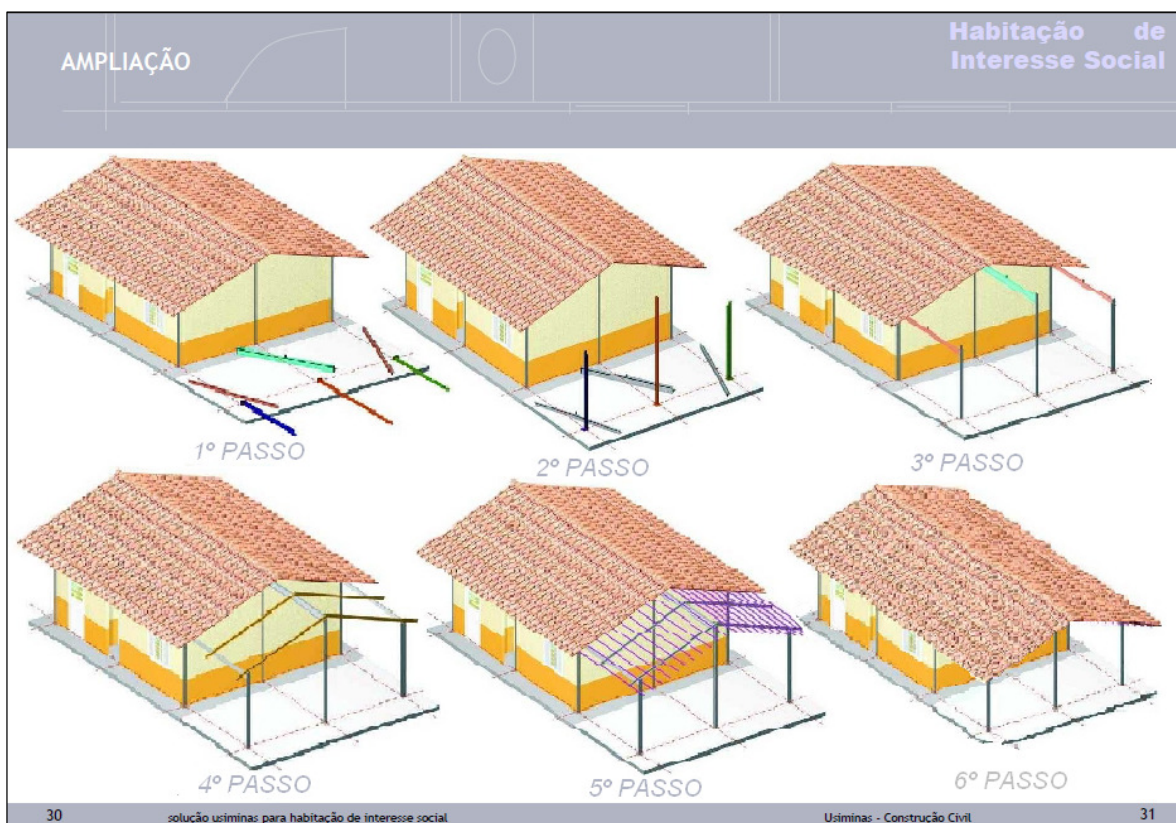 AMPLIAÇÃO
Habitação de
Interesse Social
1º PASSO
2º PASSO
3º PASSO
4º PASSO
5º PASSO
6º PASSO
30
solução usiminas para habitação de interesse social
Usiminas - Construção Civil
31